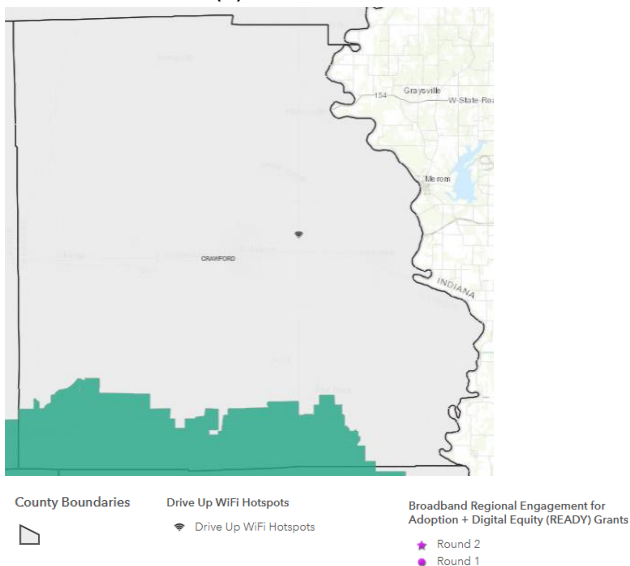 154
Graysville
W-State-Roa
Merom
CRAWFORD
INDIANA
County Boundaries
Drive Up WiFi Hotspots
Drive Up WiFi Hotspots
Broadband Regional Engagement for
Adoption + Digital Equity (READY) Grants
Round 2
Round 1